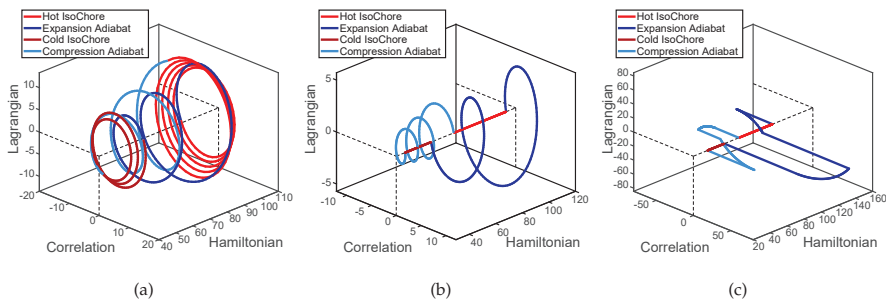 Hot IsoChore
Expansion Adiabat
Cold IsoChore
Compression Adiabat
Lagrangian
10
5
0
-5
-10
-20
-10
0
10
20
Correlation
40
50
60
70
80
90
100
110
Hamiltonian
(a)
Hot IsoChore
Expansion Adiabat
Cold IsoChore
Compression Adiabat
Lagrangian
5
0
-5
-10
-5
0
5
10
Correlation
40
60
80
100
120
Hamiltonian
(b)
Hot IsoChore
Expansion Adiabat
Cold IsoChore
Compression Adiabat
Lagrangian
80
60
40
20
0
-20
-40
-60
-80
-50
0
50
Correlation
20
40
60
80
100
120
140
160
Hamiltonian
(c)